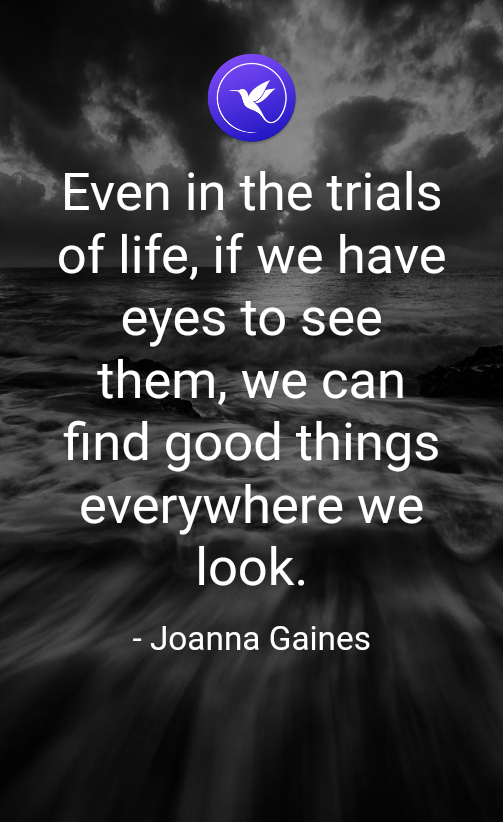 Even in the trials
of life, if we have
eyes to see
them, we can
find good things
everywhere we
look.
- Joanna Gaines